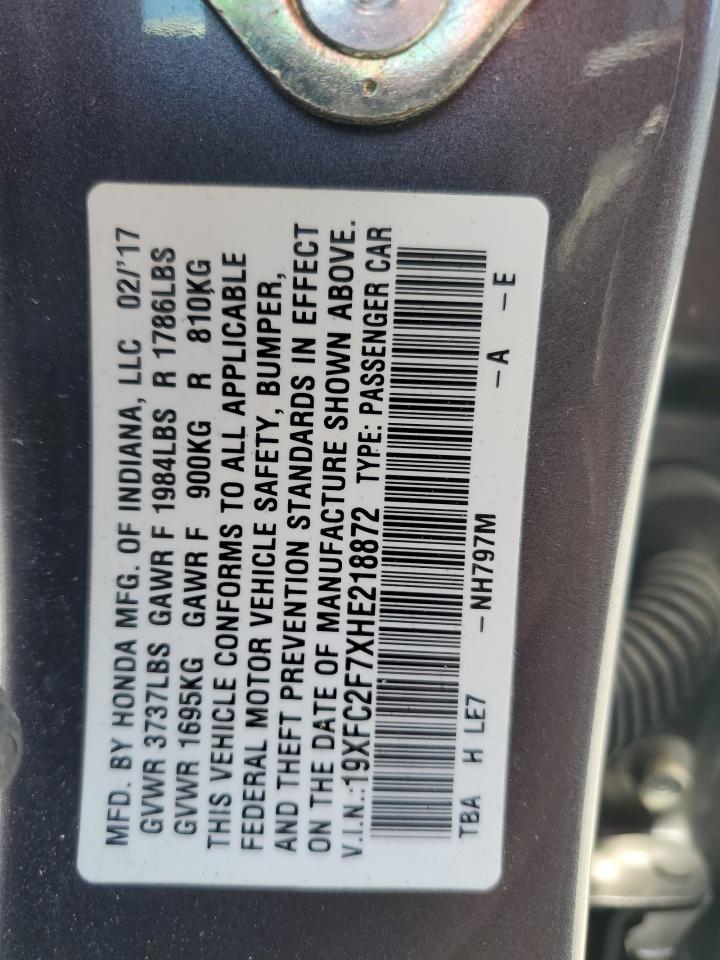 MFD. BY HONDA MFG. OF INDIANA, LLC 02/'17
GVWR 3737LBS GAWR F 1984LBS R 1786LBS
GVWR 1695KG GAWR F 900KG R 810KG
THIS VEHICLE CONFORMS TO ALL APPLICABLE
FEDERAL MOTOR VEHICLE SAFETY, BUMPER,
AND THEFT PREVENTION STANDARDS IN EFFECT
ON THE DATE OF MANUFACTURE SHOWN ABOVE.
V.I.N.:19XFC2F7XHE218872 TYPE: PASSENGER CAR
TBA H LE7 -NH797M -A -E